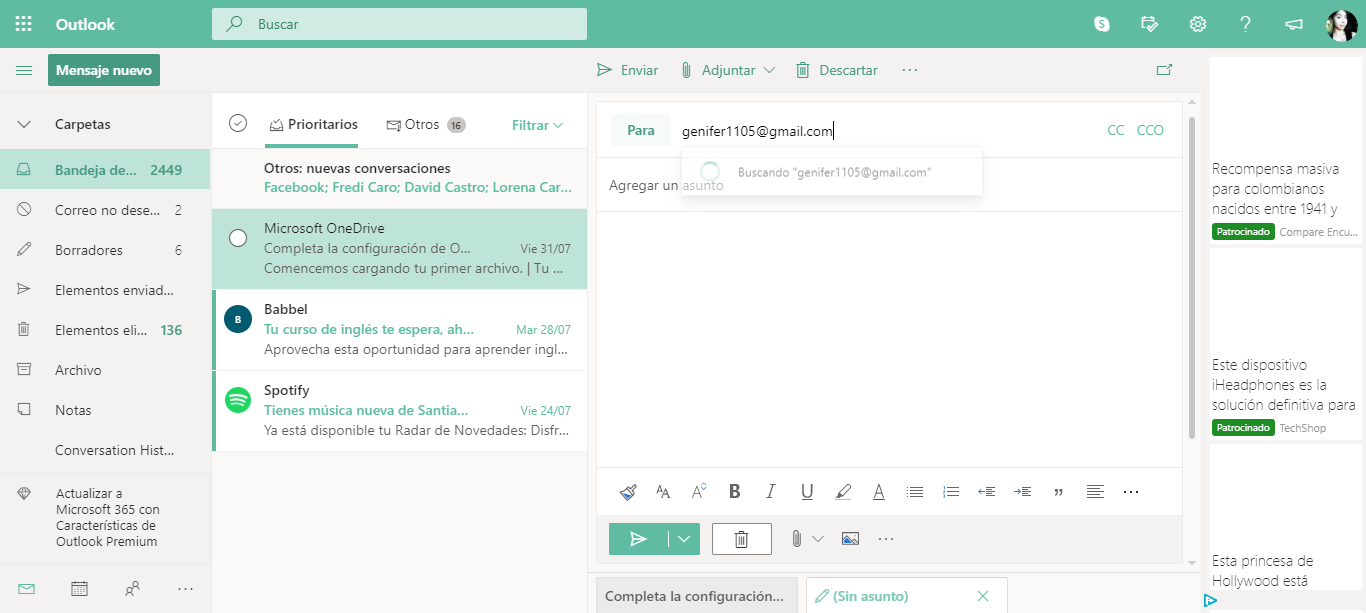 Outlook
Buscar
Mensaje nuevo
Enviar
Adjuntar
Descartar
Carpetas
Bandeja de... 2449
Correo no dese... 2
Borradores 6
Elementos enviad...
Elementos eli... 136
Archivo
Notas
Conversation Hist...
Actualizar a
Microsoft 365 con
Características de
Outlook Premium
Prioritarios
Otros 16
Filtrar
Otros: nuevas conversaciones
Facebook; Fredi Caro; David Castro; Lorena Car...
Microsoft OneDrive
Completa la configuración de O... Vie 31/07
Comencemos cargando tu primer archivo. | Tu ...
B
Babbel
Tu curso de inglés te espera, ah... Mar 28/07
Aprovecha esta oportunidad para aprender ingl...
Spotify
Tienes música nueva de Santia... Vie 24/07
Ya está disponible tu Radar de Novedades: Disfr...
Para genifer1105@gmail.com CC CCO
Buscando "genifer1105@gmail.com"
Agregar un asunto
Completa la configuración...
(Sin asunto)
Recompensa masiva
para colombianos
nacidos entre 1941 y
Patrocinado Compare Encu...
Este dispositivo
iHeadphones es la
solución definitiva para
Patrocinado TechShop
Esta princesa de
Hollywood está